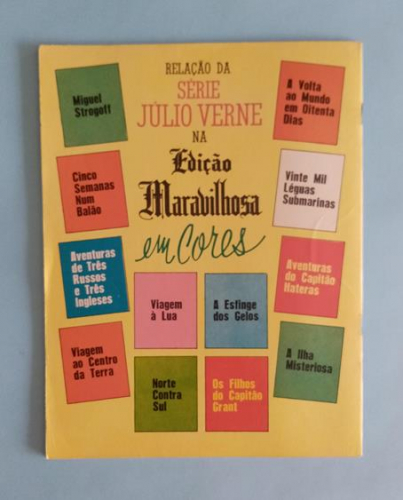 RELAÇÃO DA
SÉRIE
JÚLIO VERNE
NA
Edição
Maravilhosa
em Cores
Miguel
Strogoff
Cinco
Semanas
Num
Balão
Aventuras
de Três
Russos
e Três
Ingleses
Viagem
ao Centro
da Terra
Viagem
à Lua
Norte
Contra
Sul
A Esfinge
dos Gelos
Os Filhos
do Capitão
Grant
A Volta
ao Mundo
em Oitenta
Dias
Vinte Mil
Léguas
Submarinas
Aventuras
do Capitão
Hateras
A Ilha
Misteriosa